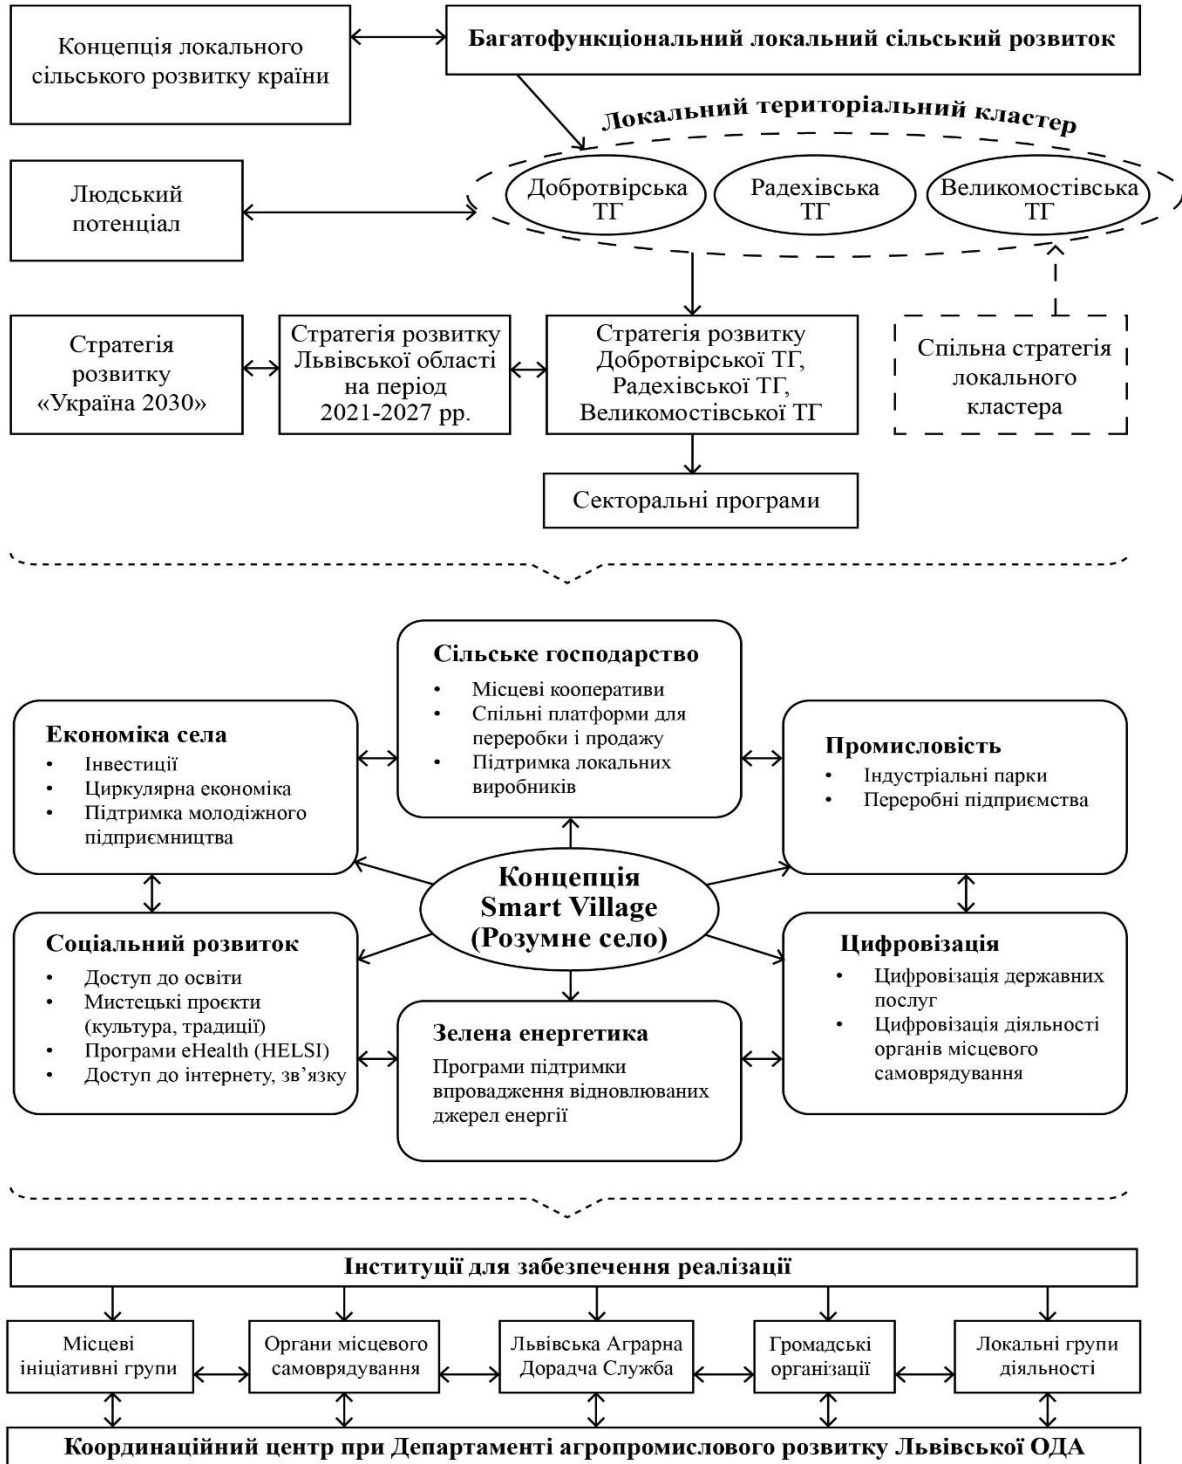 Концепція локального
сільського розвитку країни
Багатофункціональний локальний сільський розвиток
Локальний територіальний кластер
Людський
потенціал
Добротвірська
ТГ
Радехівська
ТГ
Великомостівська
ТГ
Стратегія
розвитку
«Україна 2030»
Стратегія розвитку
Львівської області
на період
2021-2027 рр.
Стратегія розвитку
Добротвірської ТГ,
Радехівської ТГ,
Великомостівської ТГ
Спільна стратегія
локального
кластера
Секторальні програми
Сільське господарство
• Місцеві кооперативи
• Спільні платформи для
переробки і продажу
• Підтримка локальних
виробників
Економіка села
• Інвестиції
• Циркулярна економіка
• Підтримка молодіжного
підприємництва
Промисловість
• Індустріальні парки
• Переробні підприємства
Концепція
Smart Village
(Розумне село)
Соціальний розвиток
• Доступ до освіти
• Мистецькі проєкти
(культура, традиції)
• Програми eHealth (HELSI)
• Доступ до інтернету, зв’язку
Цифровізація
• Цифровізація державних
послуг
• Цифровізація діяльності
органів місцевого
самоврядування
Зелена енергетика
Програми підтримки
впровадження відновлюваних
джерел енергії
Інституції для забезпечення реалізації
Місцеві
ініціативні групи
Органи місцевого
самоврядування
Львівська Аграрна
Дорадча Служба
Громадські
організації
Локальні групи
діяльності
Координаційний центр при Департаменті агропромислового розвитку Львівської ОДА